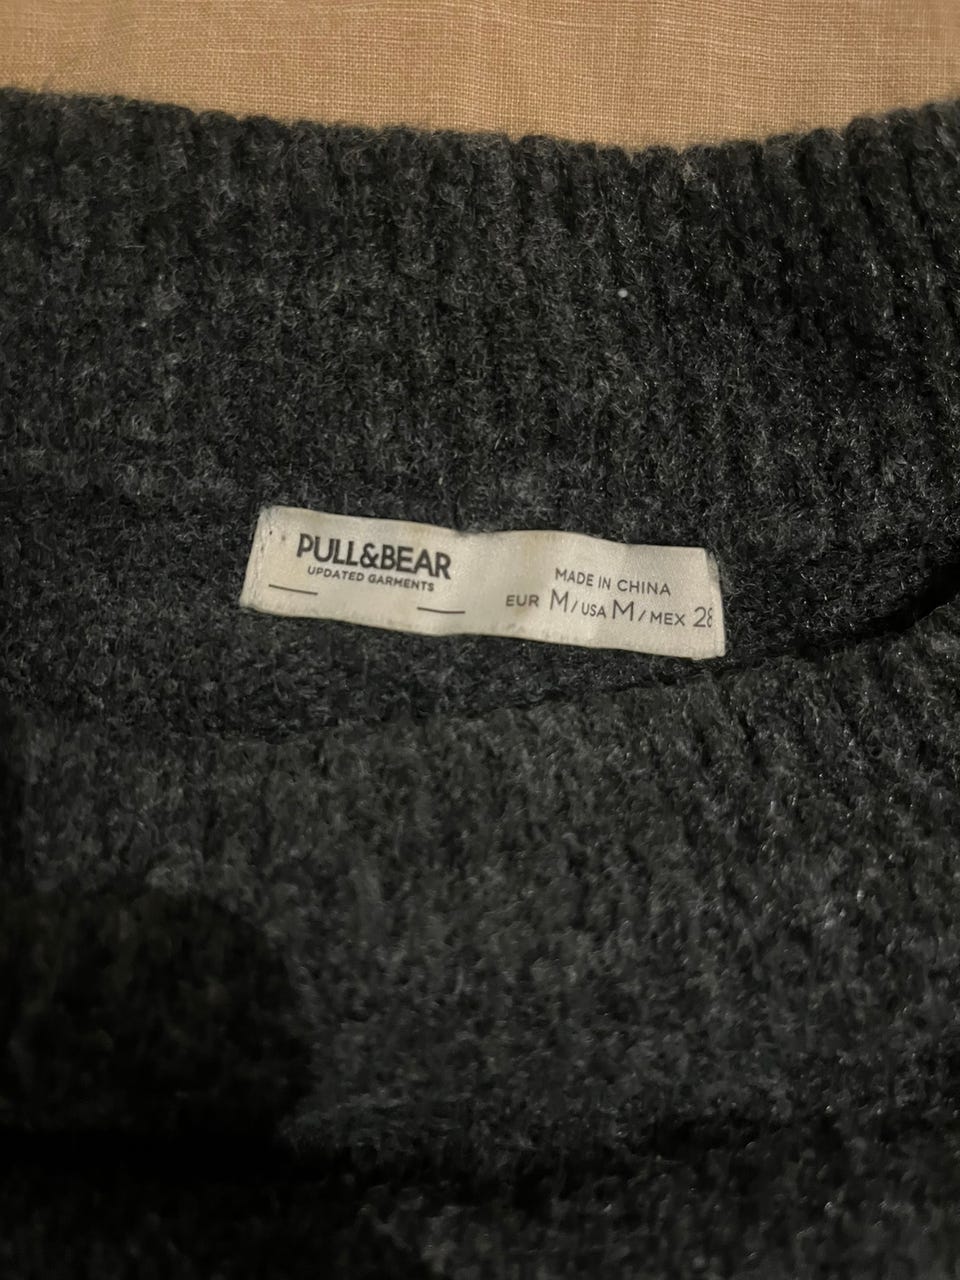 PULL&BEAR
UPDATED GARMENTS
MADE IN CHINA
EUR M/USA M/MEX 28